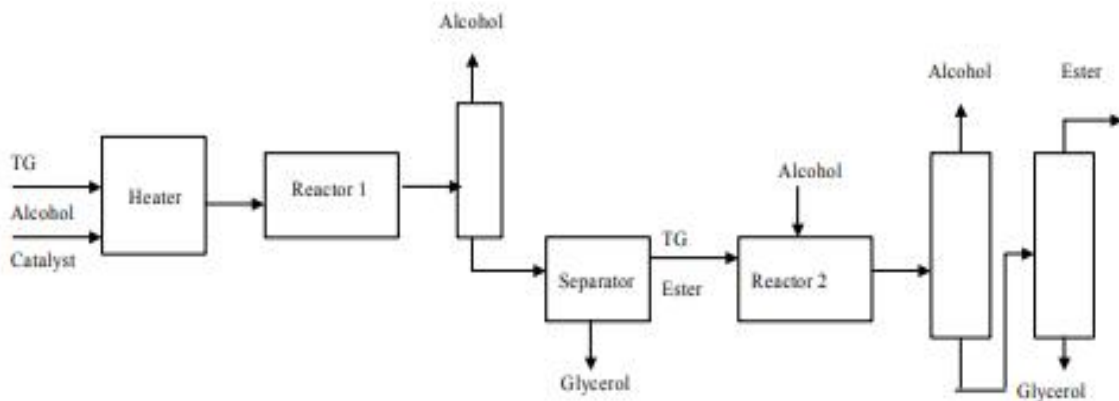 Alcohol
Alcohol
Ester
TG
Heater
Reactor 1
Alcohol
Alcohol
Catalyst
TG
Separator
Ester
Reactor 2
Glycerol
Glycerol